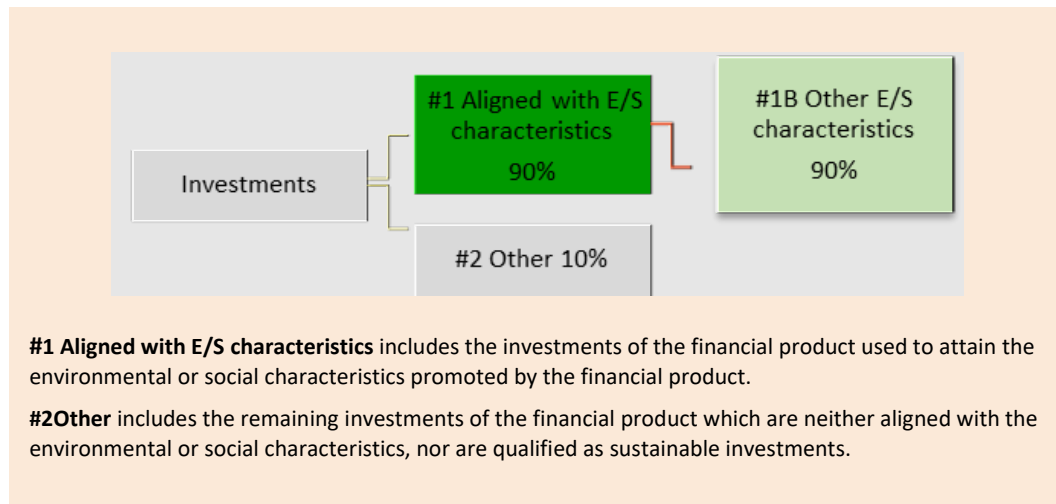 #1 Aligned with E/S
characteristics
90%
#1B Other E/S
characteristics
90%
Investments
#2 Other 10%
#1 Aligned with E/S characteristics includes the investments of the financial product used to attain the
environmental or social characteristics promoted by the financial product.
#2Other includes the remaining investments of the financial product which are neither aligned with the
environmental or social characteristics, nor are qualified as sustainable investments.